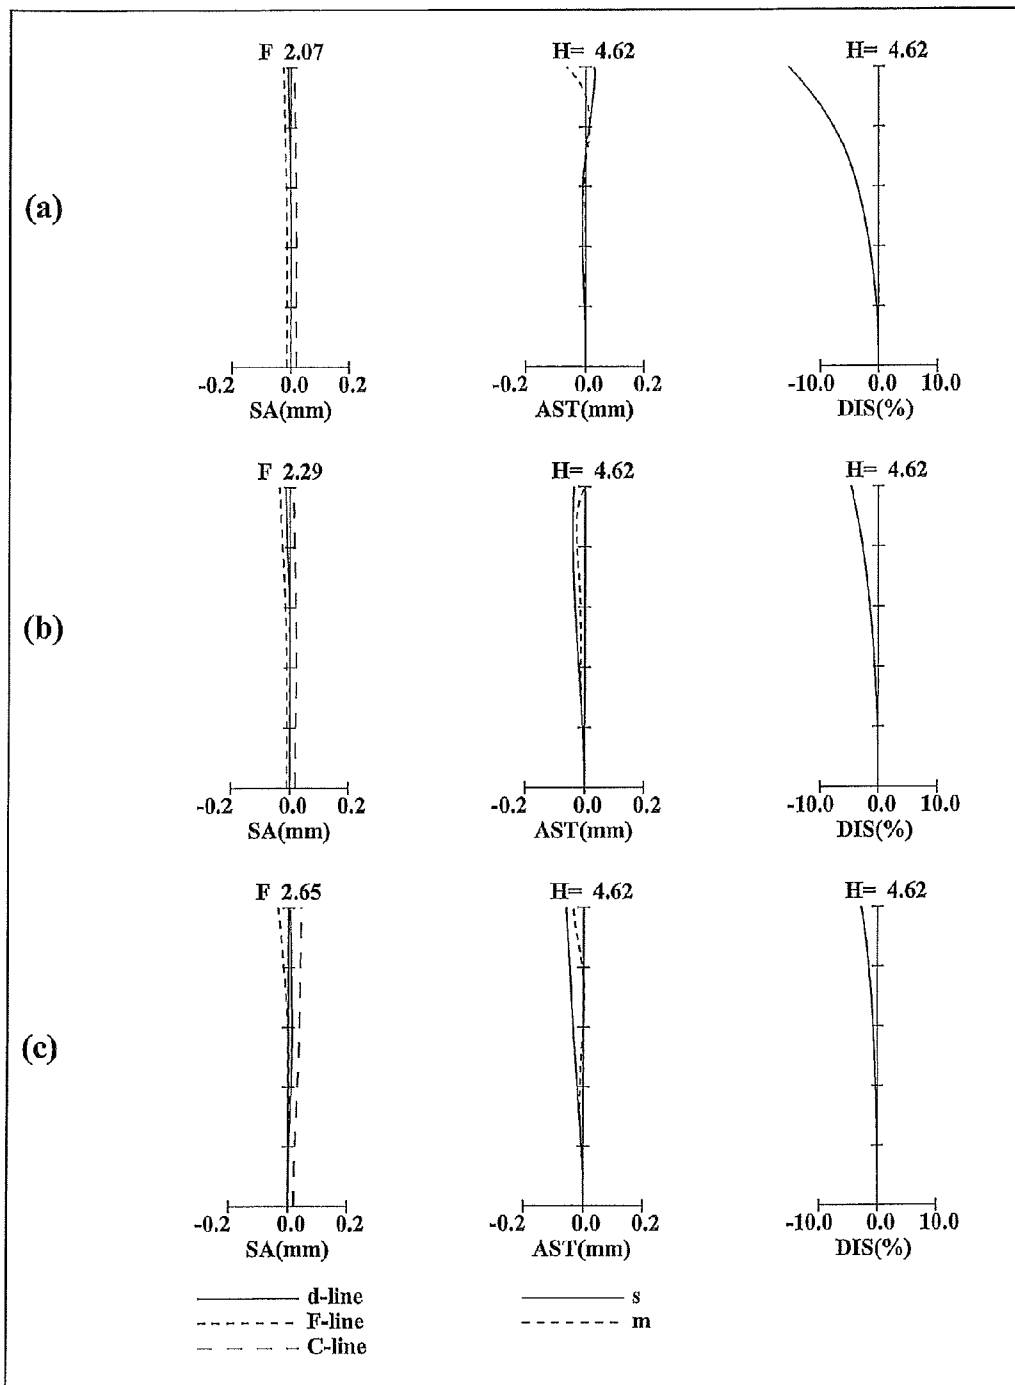 F 2.07 H= 4.62 H= 4.62
(a)
-0.2 0.0 0.2 -0.2 0.0 0.2 -10.0 0.0 10.0
SA(mm) AST(mm) DIS(%)
F 2.29 H= 4.62 H= 4.62
(b)
-0.2 0.0 0.2 -0.2 0.0 0.2 -10.0 0.0 10.0
SA(mm) AST(mm) DIS(%)
F 2.65 H= 4.62 H= 4.62
(c)
-0.2 0.0 0.2 -0.2 0.0 0.2 -10.0 0.0 10.0
SA(mm) AST(mm) DIS(%)
d-line s
F-line m
C-line